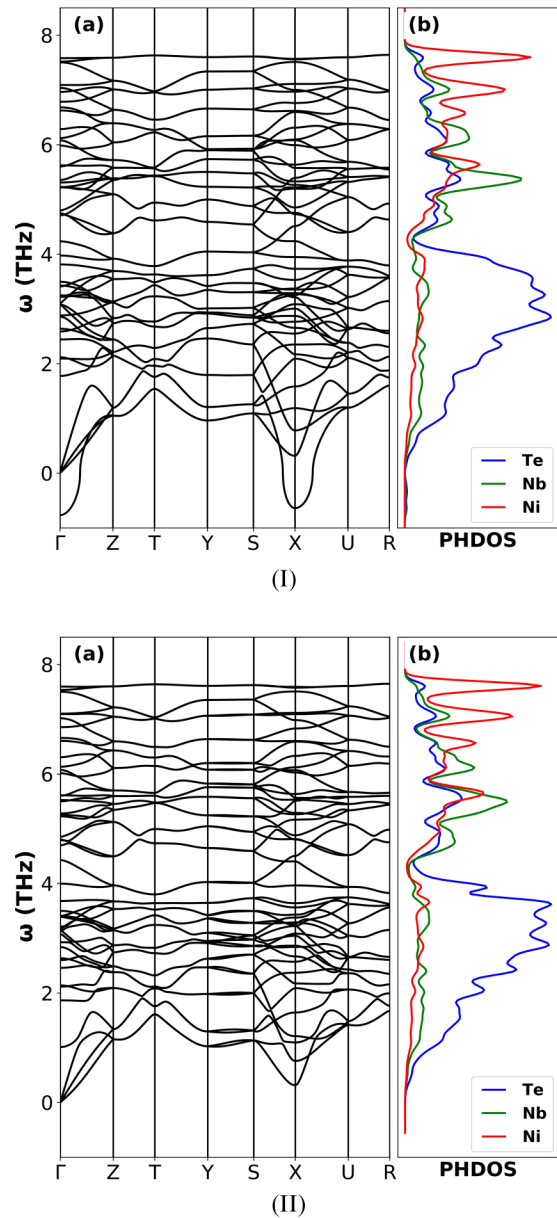 (a) (b)
8
6
4
2
0
ω (THz)
Γ Z T Y S X U R
Te
Nb
Ni
PHDOS
(I)
(a) (b)
8
6
4
2
0
ω (THz)
Γ Z T Y S X U R
Te
Nb
Ni
PHDOS
(II)